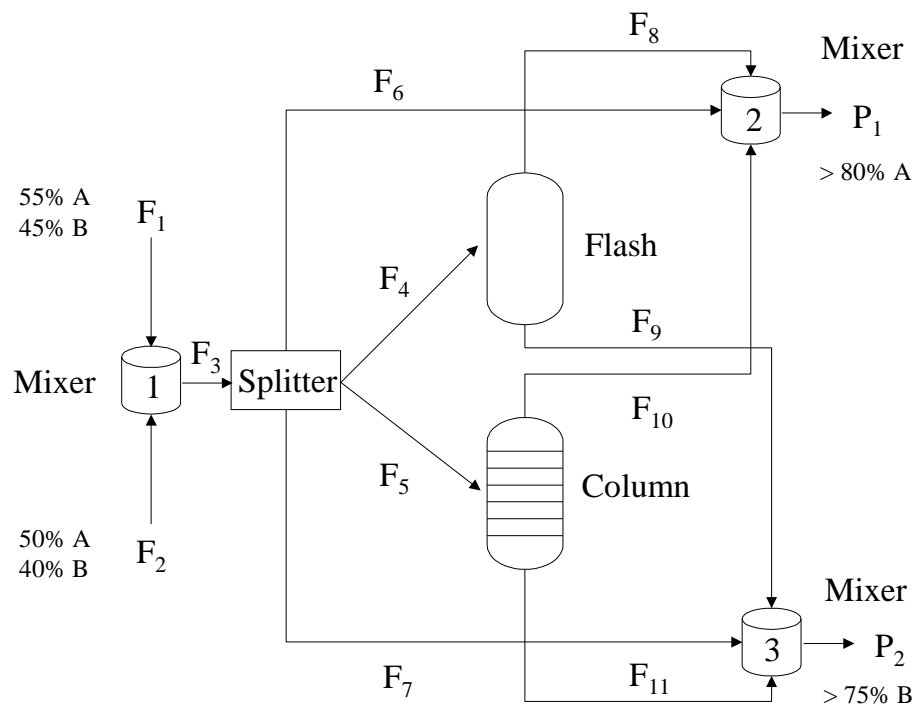 F8
Mixer
F6
2
P1
> 80% A
55% A
45% B
F1
Flash
F4
F9
F3
Mixer
1
Splitter
F10
F5
Column
50% A
40% B
F2
Mixer
3
P2
F7
F11
> 75% B